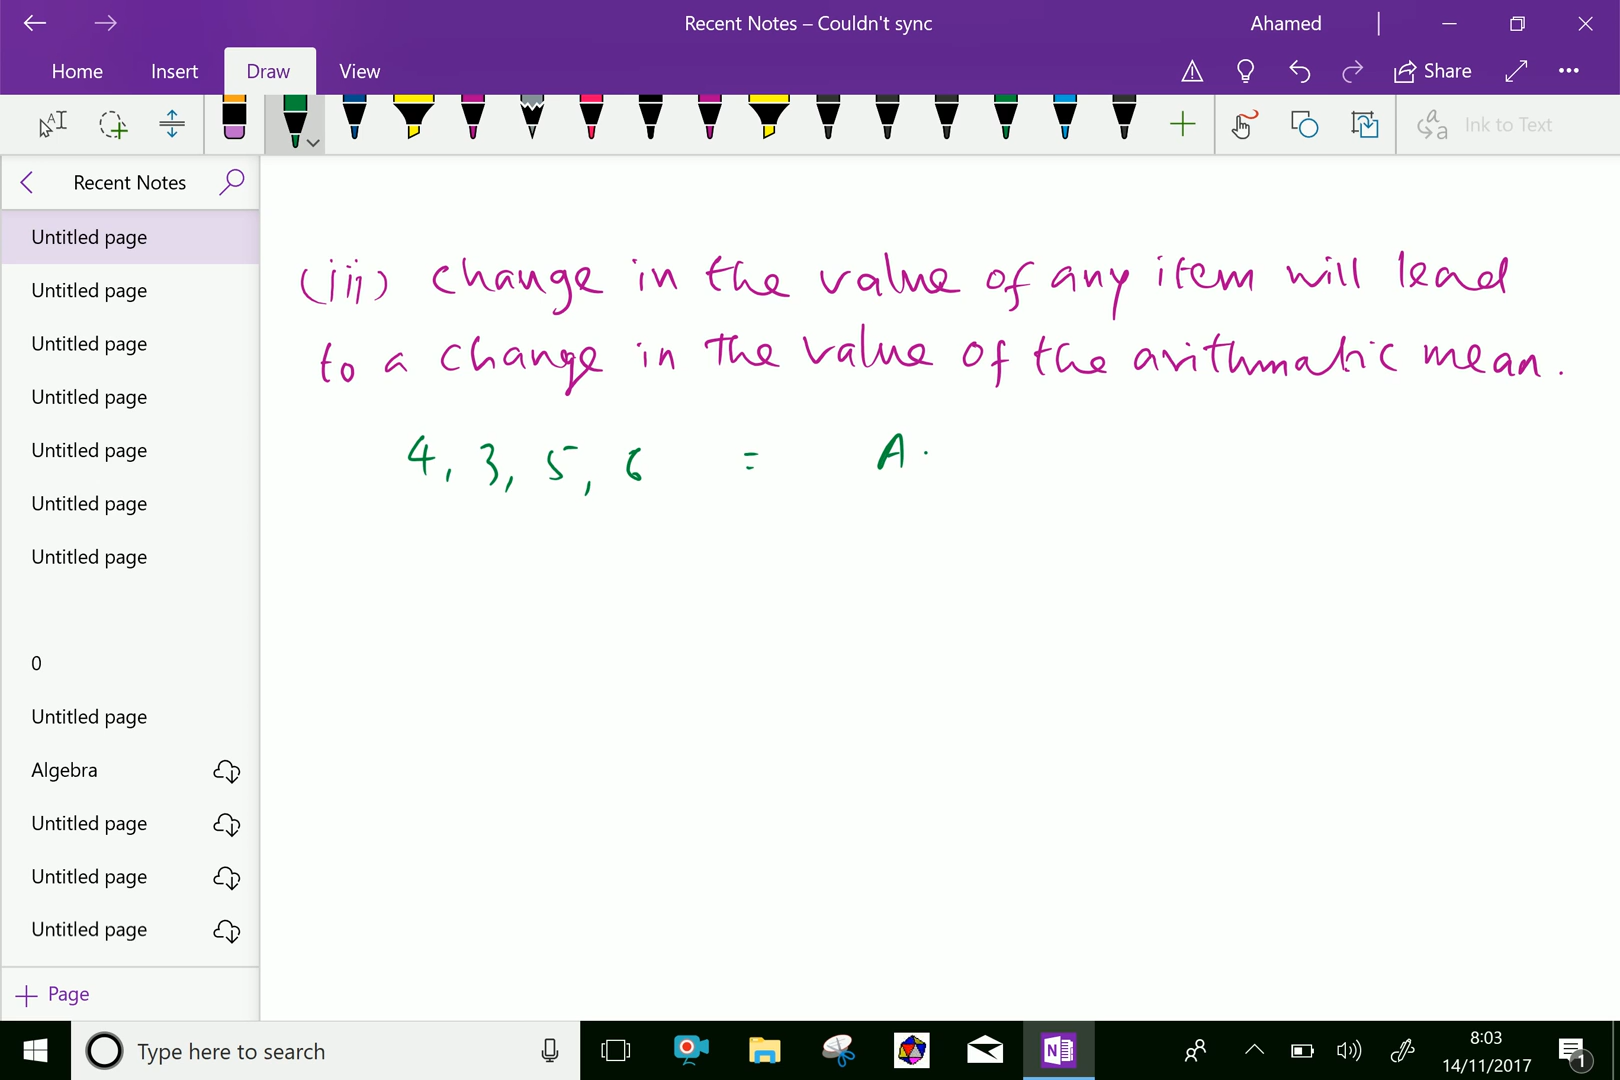 Recent Notes – Couldn't sync
Ahamed
Home Insert Draw View
Share
Ink to Text
Recent Notes
Untitled page
Untitled page
Untitled page
Untitled page
Untitled page
Untitled page
Untitled page
0
Untitled page
Algebra
Untitled page
Untitled page
Untitled page
Page
(iii) change in the value of any item will lead
to a change in the value of the arithmatic mean.
4, 3, 5, 6 = A.
Type here to search
N
8:03
14/11/2017
1